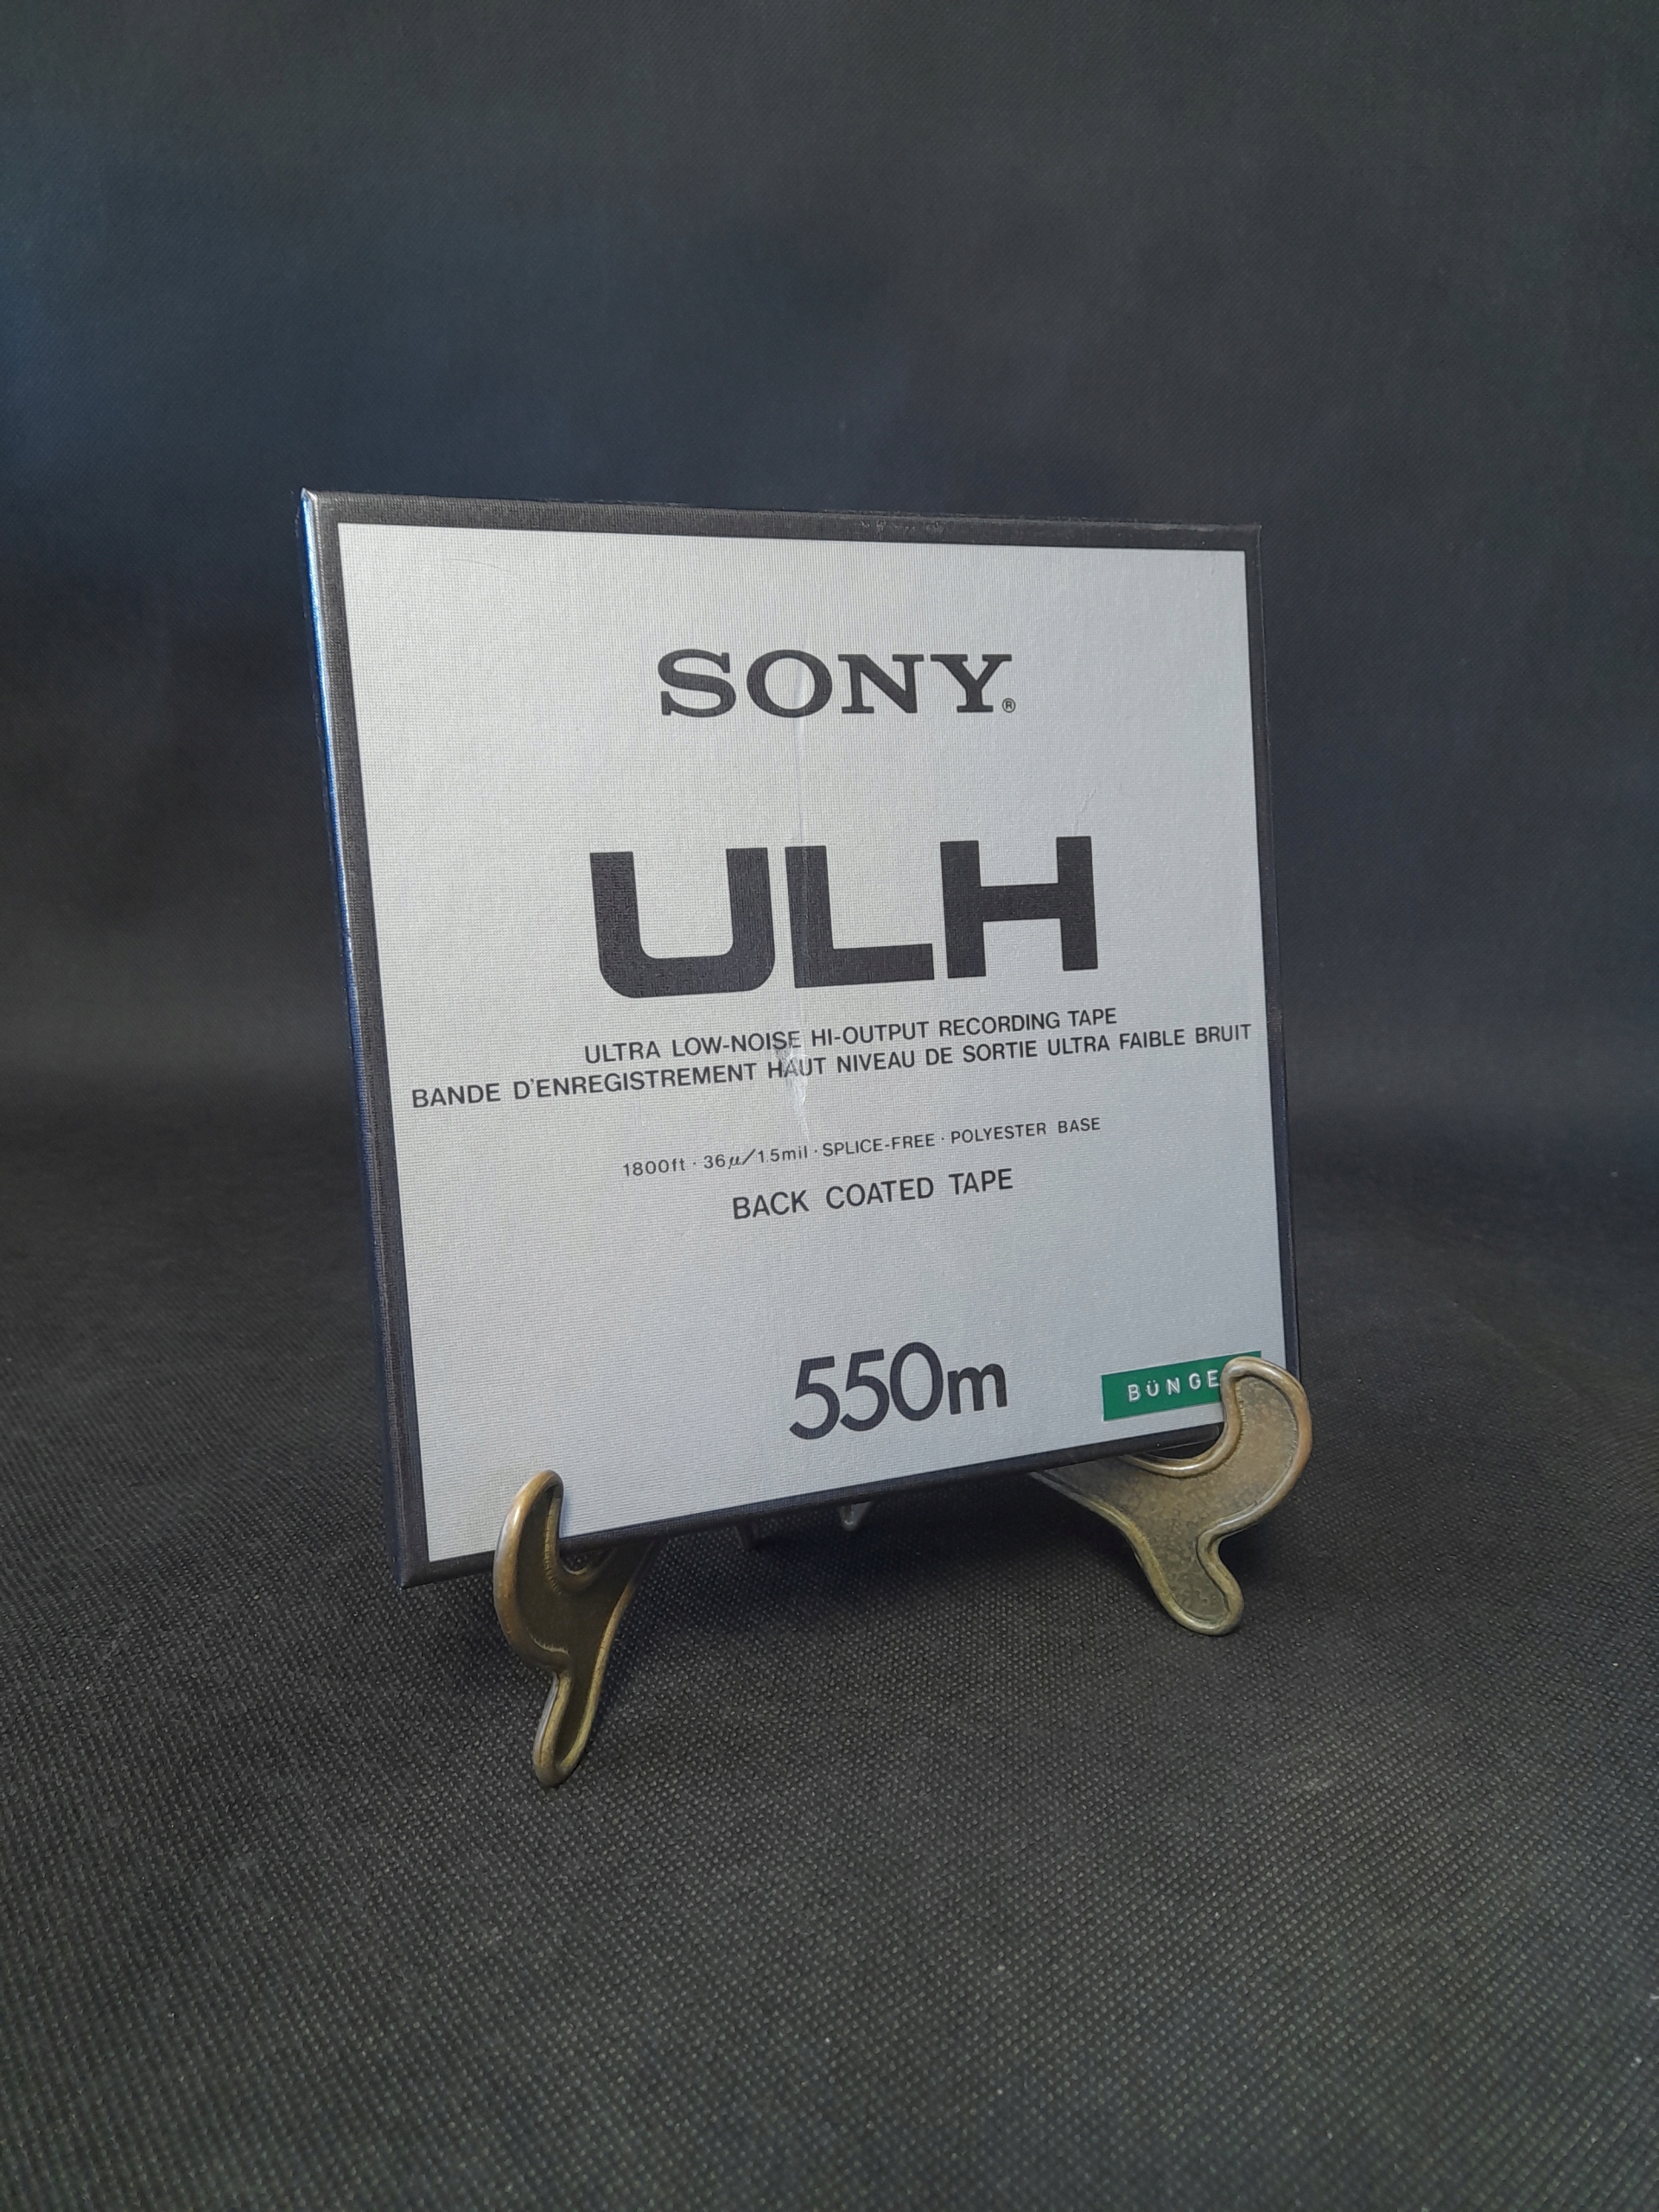 SONY®
ULH
ULTRA LOW-NOISE HI-OUTPUT RECORDING TAPE
BANDE D'ENREGISTREMENT HAUT NIVEAU DE SORTIE ULTRA FAIBLE BRUIT
1800ft · 36μ/1.5mil · SPLICE-FREE · POLYESTER BASE
BACK COATED TAPE
550m